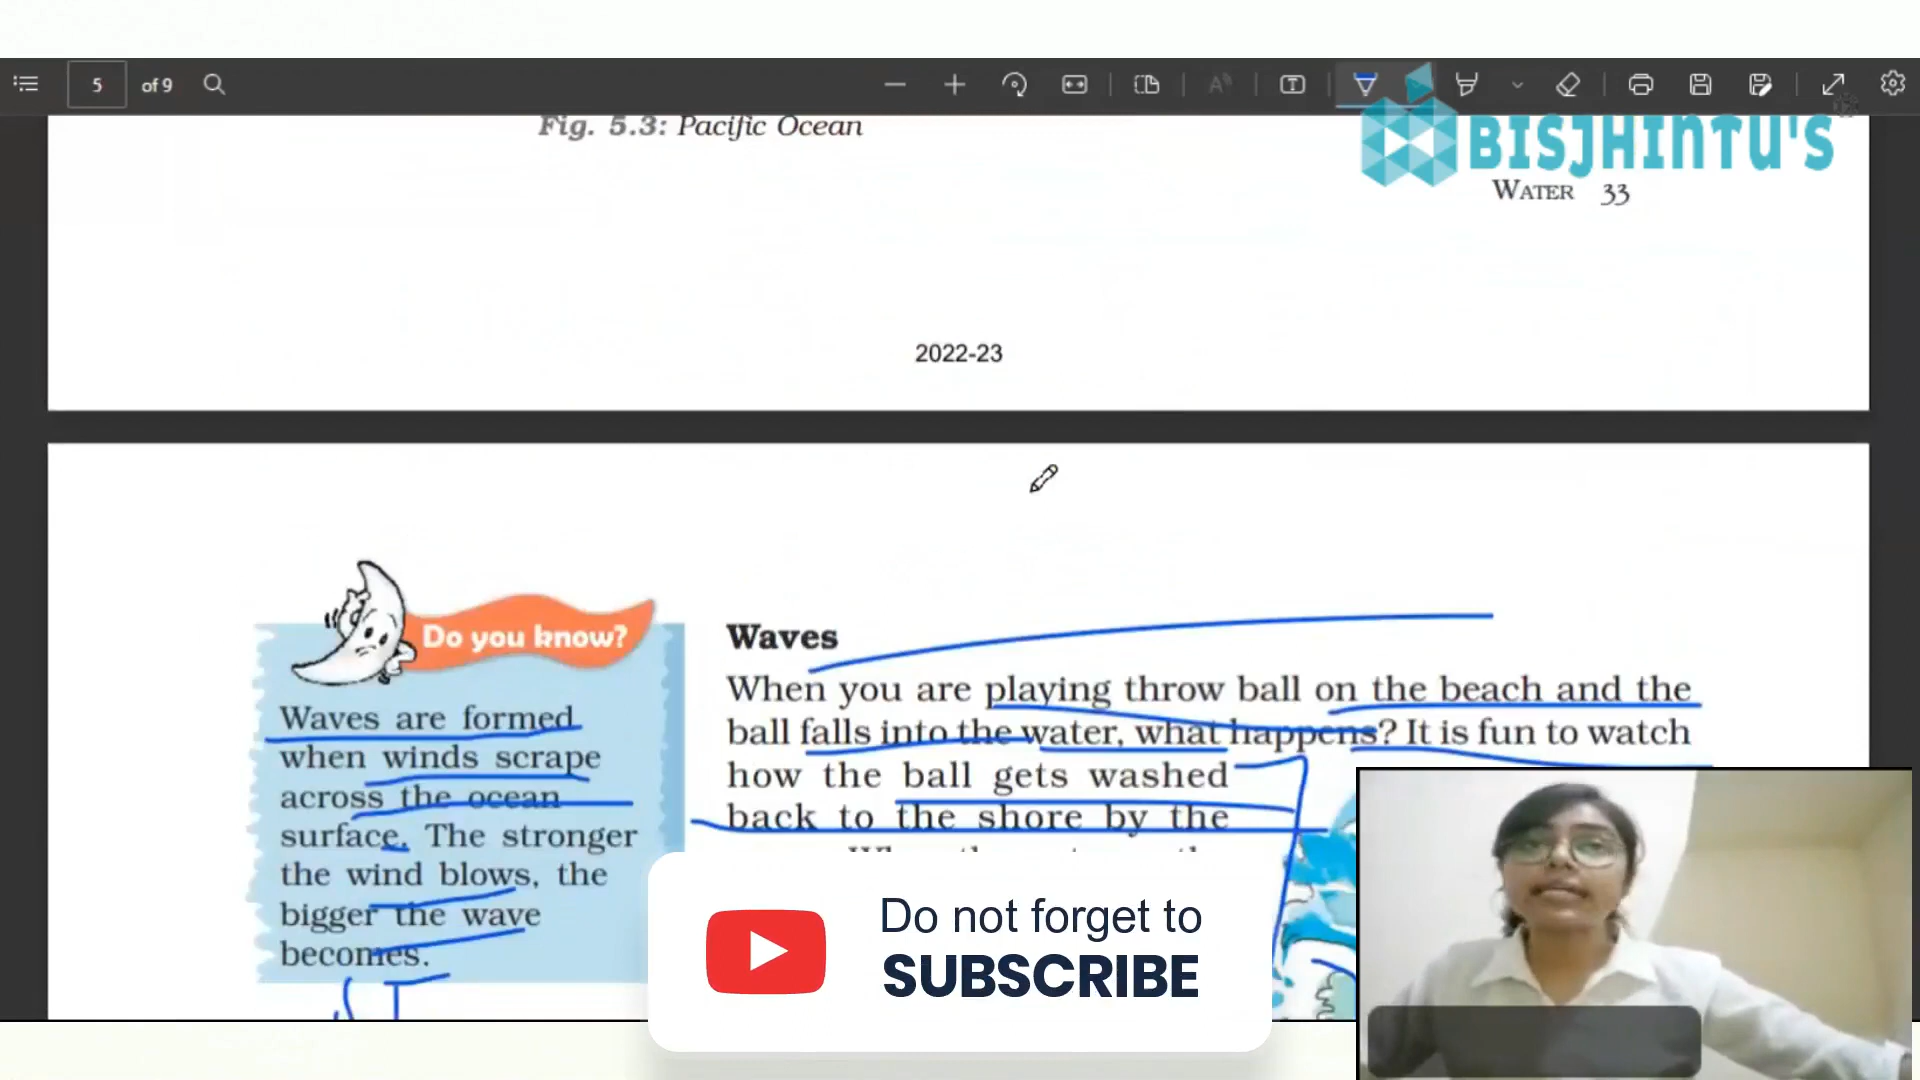 5 of 9
BISJHINTU'S
Fig. 5.3: Pacific Ocean
WATER 33
2022-23
Do you know?
Waves are formed
when winds scrape
across the ocean
surface. The stronger
the wind blows, the
bigger the wave
becomes.
Waves
When you are playing throw ball on the beach and the
ball falls into the water, what happens? It is fun to watch
how the ball gets washed
back to the shore by the
Do not forget to
SUBSCRIBE